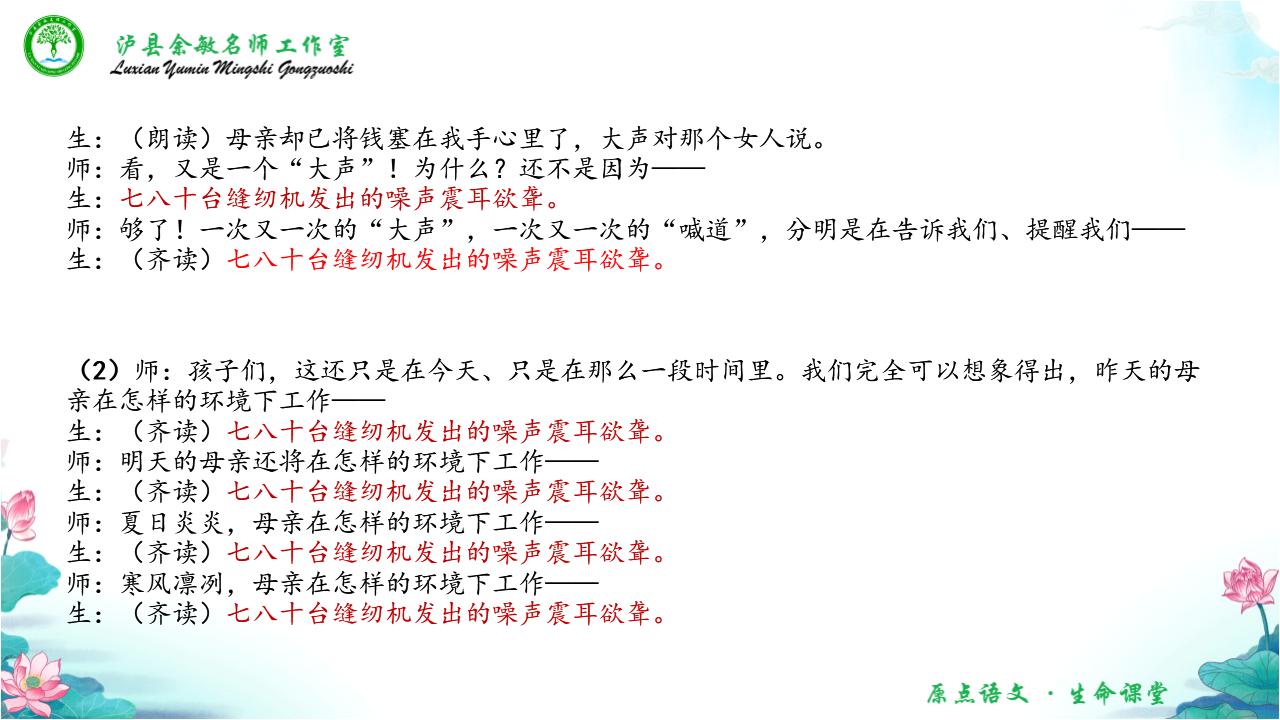 泸县余敏名师工作室
Luxian Yumin Mingshi Gongzuoshi
生：（朗读）母亲却已将钱塞在我手心里了，大声对那个女人说。
师：看，又是一个“大声”！为什么？还不是因为——
生：七八十台缝纫机发出的噪声震耳欲聋。
师：够了！一次又一次的“大声”，一次又一次的“喊道”，分明是在告诉我们、提醒我们——
生：（齐读）七八十台缝纫机发出的噪声震耳欲聋。
（2）师：孩子们，这还只是在今天、只是在那么一段时间里。我们完全可以想象得出，昨天的母
亲在怎样的环境下工作——
生：（齐读）七八十台缝纫机发出的噪声震耳欲聋。
师：明天的母亲还将在怎样的环境下工作——
生：（齐读）七八十台缝纫机发出的噪声震耳欲聋。
师：夏日炎炎，母亲在怎样的环境下工作——
生：（齐读）七八十台缝纫机发出的噪声震耳欲聋。
师：寒风凛冽，母亲在怎样的环境下工作——
生：（齐读）七八十台缝纫机发出的噪声震耳欲聋。
原点语文 · 生命课堂